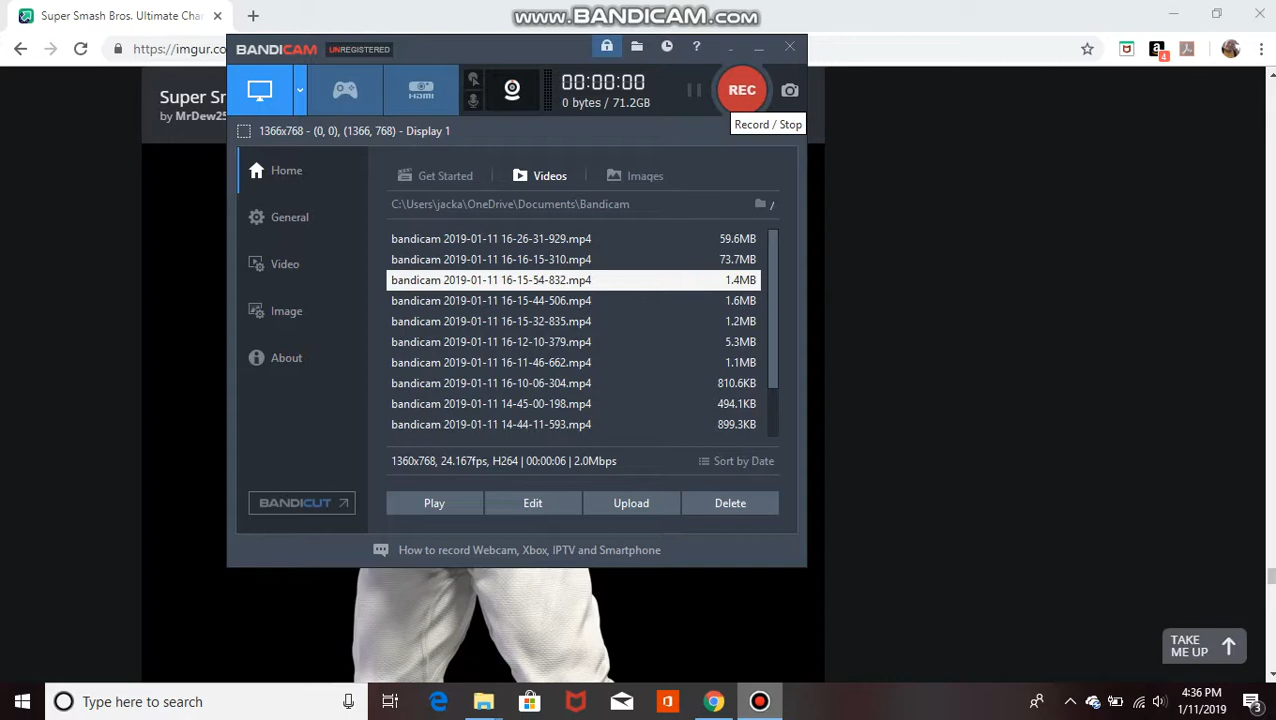 Super Smash Bros. Ultimate Char
www.BANDICAM.com
https://imgur.co
4
BANDICAM UNREGISTERED
?
HDMI
00:00:00
0 bytes / 71.2GB
REC
Record / Stop
Super Sr
by MrDew25
1366x768 - (0, 0), (1366, 768) - Display 1
Home
General
Video
Image
About
BANDICUT
Get Started
Videos
Images
C:\Users\jacka\OneDrive\Documents\Bandicam
/
bandicam 2019-01-11 16-26-31-929.mp4 59.6MB
bandicam 2019-01-11 16-16-15-310.mp4 73.7MB
bandicam 2019-01-11 16-15-54-832.mp4 1.4MB
bandicam 2019-01-11 16-15-44-506.mp4 1.6MB
bandicam 2019-01-11 16-15-32-835.mp4 1.2MB
bandicam 2019-01-11 16-12-10-379.mp4 5.3MB
bandicam 2019-01-11 16-11-46-662.mp4 1.1MB
bandicam 2019-01-11 16-10-06-304.mp4 810.6KB
bandicam 2019-01-11 14-45-00-198.mp4 494.1KB
bandicam 2019-01-11 14-44-11-593.mp4 899.3KB
1360x768, 24.167fps, H264 | 00:00:06 | 2.0Mbps
Sort by Date
Play
Edit
Upload
Delete
How to record Webcam, Xbox, IPTV and Smartphone
TAKE
ME UP
Type here to search
4:36 PM
1/11/2019
3